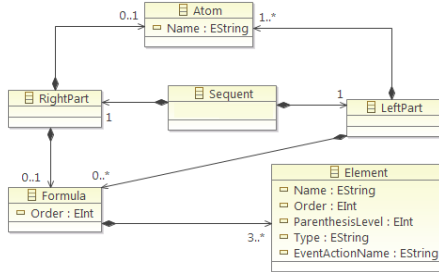 Atom
Name : EString
0..1
1..*
RightPart
1
Sequent
1
LeftPart
0..1
0..*
Formula
Order : EInt
3..*
Element
Name : EString
Order : EInt
ParenthesisLevel : EInt
Type : EString
EventActionName : EString